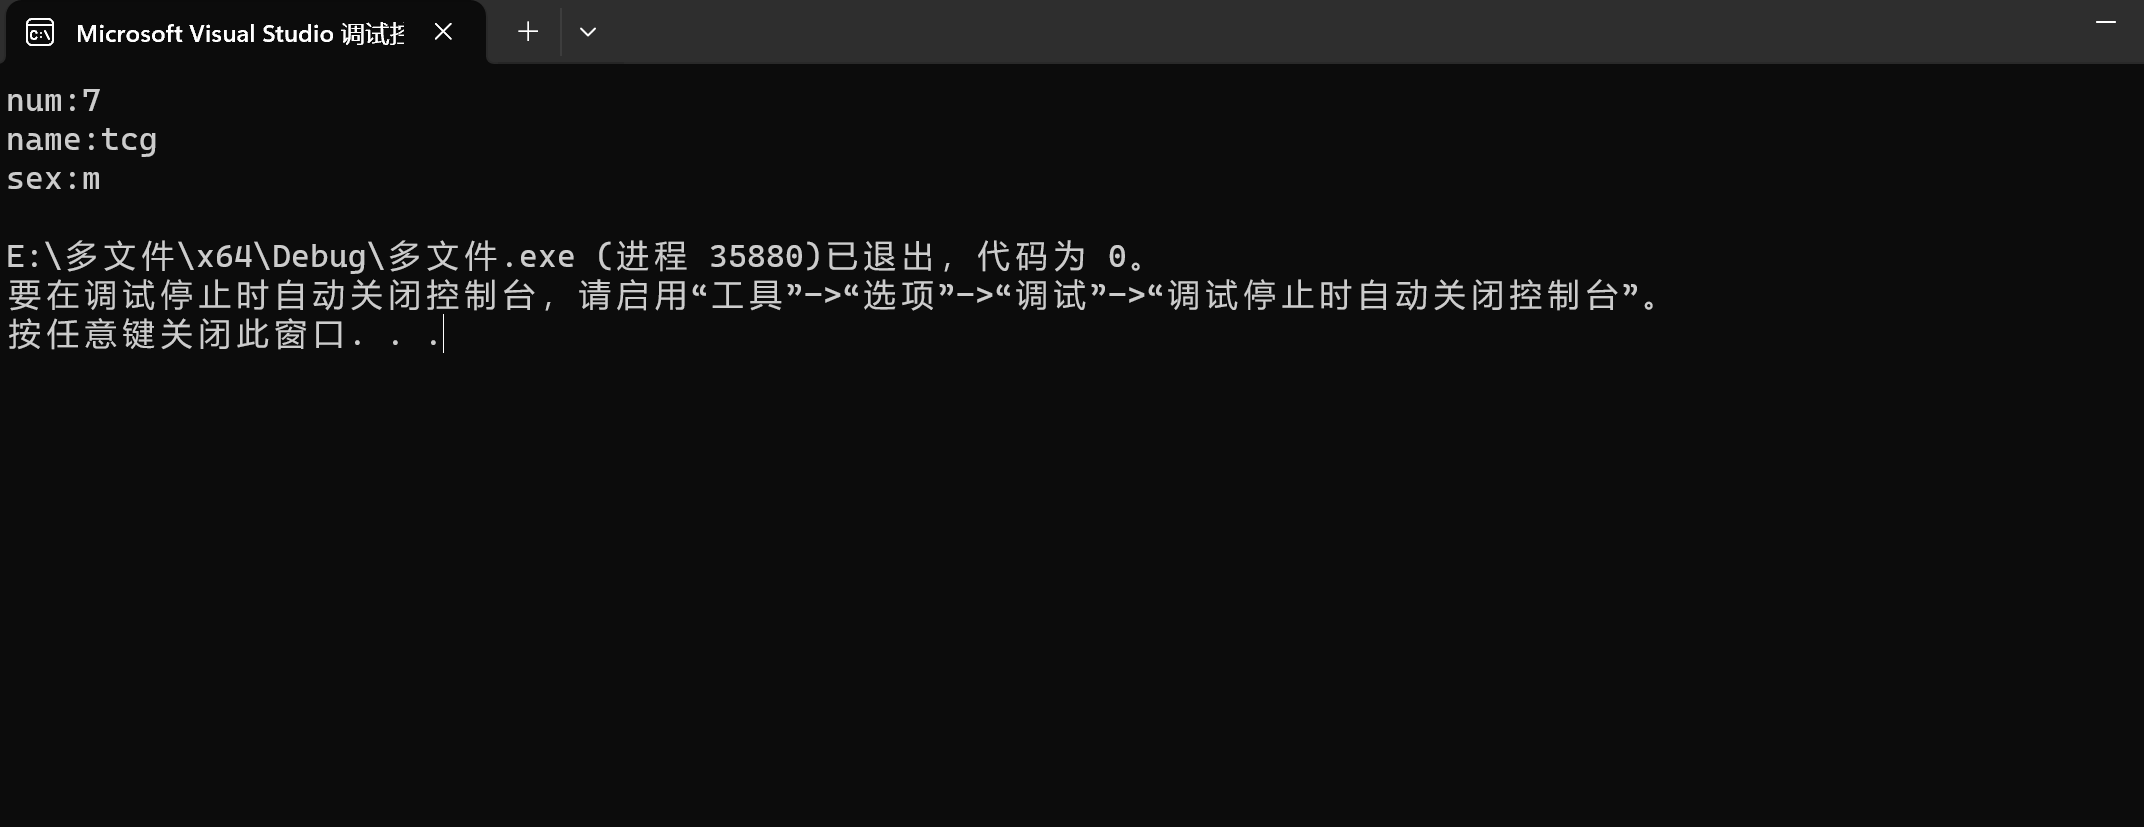 Microsoft Visual Studio 调试
num:7
name:tcg
sex:m
E:\多文件\x64\Debug\多文件.exe (进程 35880)已退出，代码为 0。
要在调试停止时自动关闭控制台，请启用“工具”->“选项”->“调试”->“调试停止时自动关闭控制台”。
按任意键关闭此窗口. . .